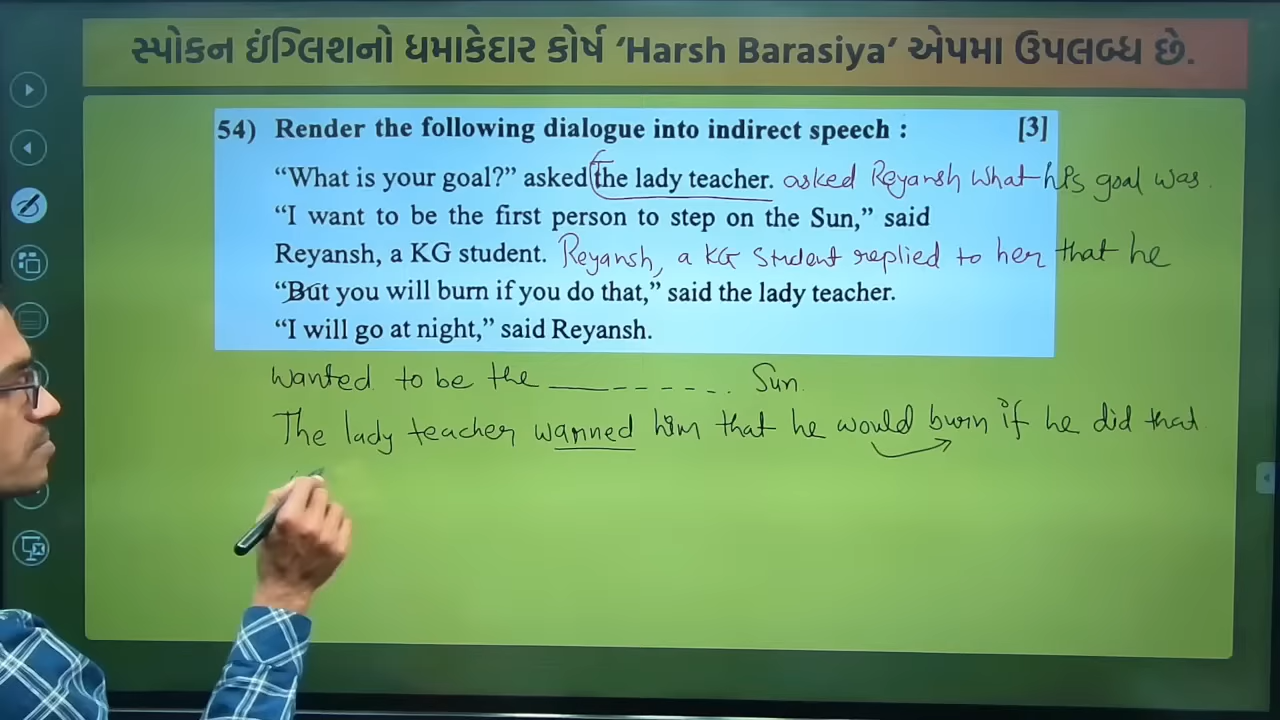 સ્પોકન ઇંગ્લિશનો ધમાકેદાર કોર્ષ ‘Harsh Barasiya’ એપમા ઉપલબ્ધ છે.
54) Render the following dialogue into indirect speech : [3]
“What is your goal?” asked the lady teacher. asked Reyansh what his goal was.
“I want to be the first person to step on the Sun,” said
Reyansh, a KG student. Reyansh, a KG student replied to her that he
“But you will burn if you do that,” said the lady teacher.
“I will go at night,” said Reyansh.
wanted to be the ___ - - - - - . Sun.
The lady teacher warned him that he would burn if he did that